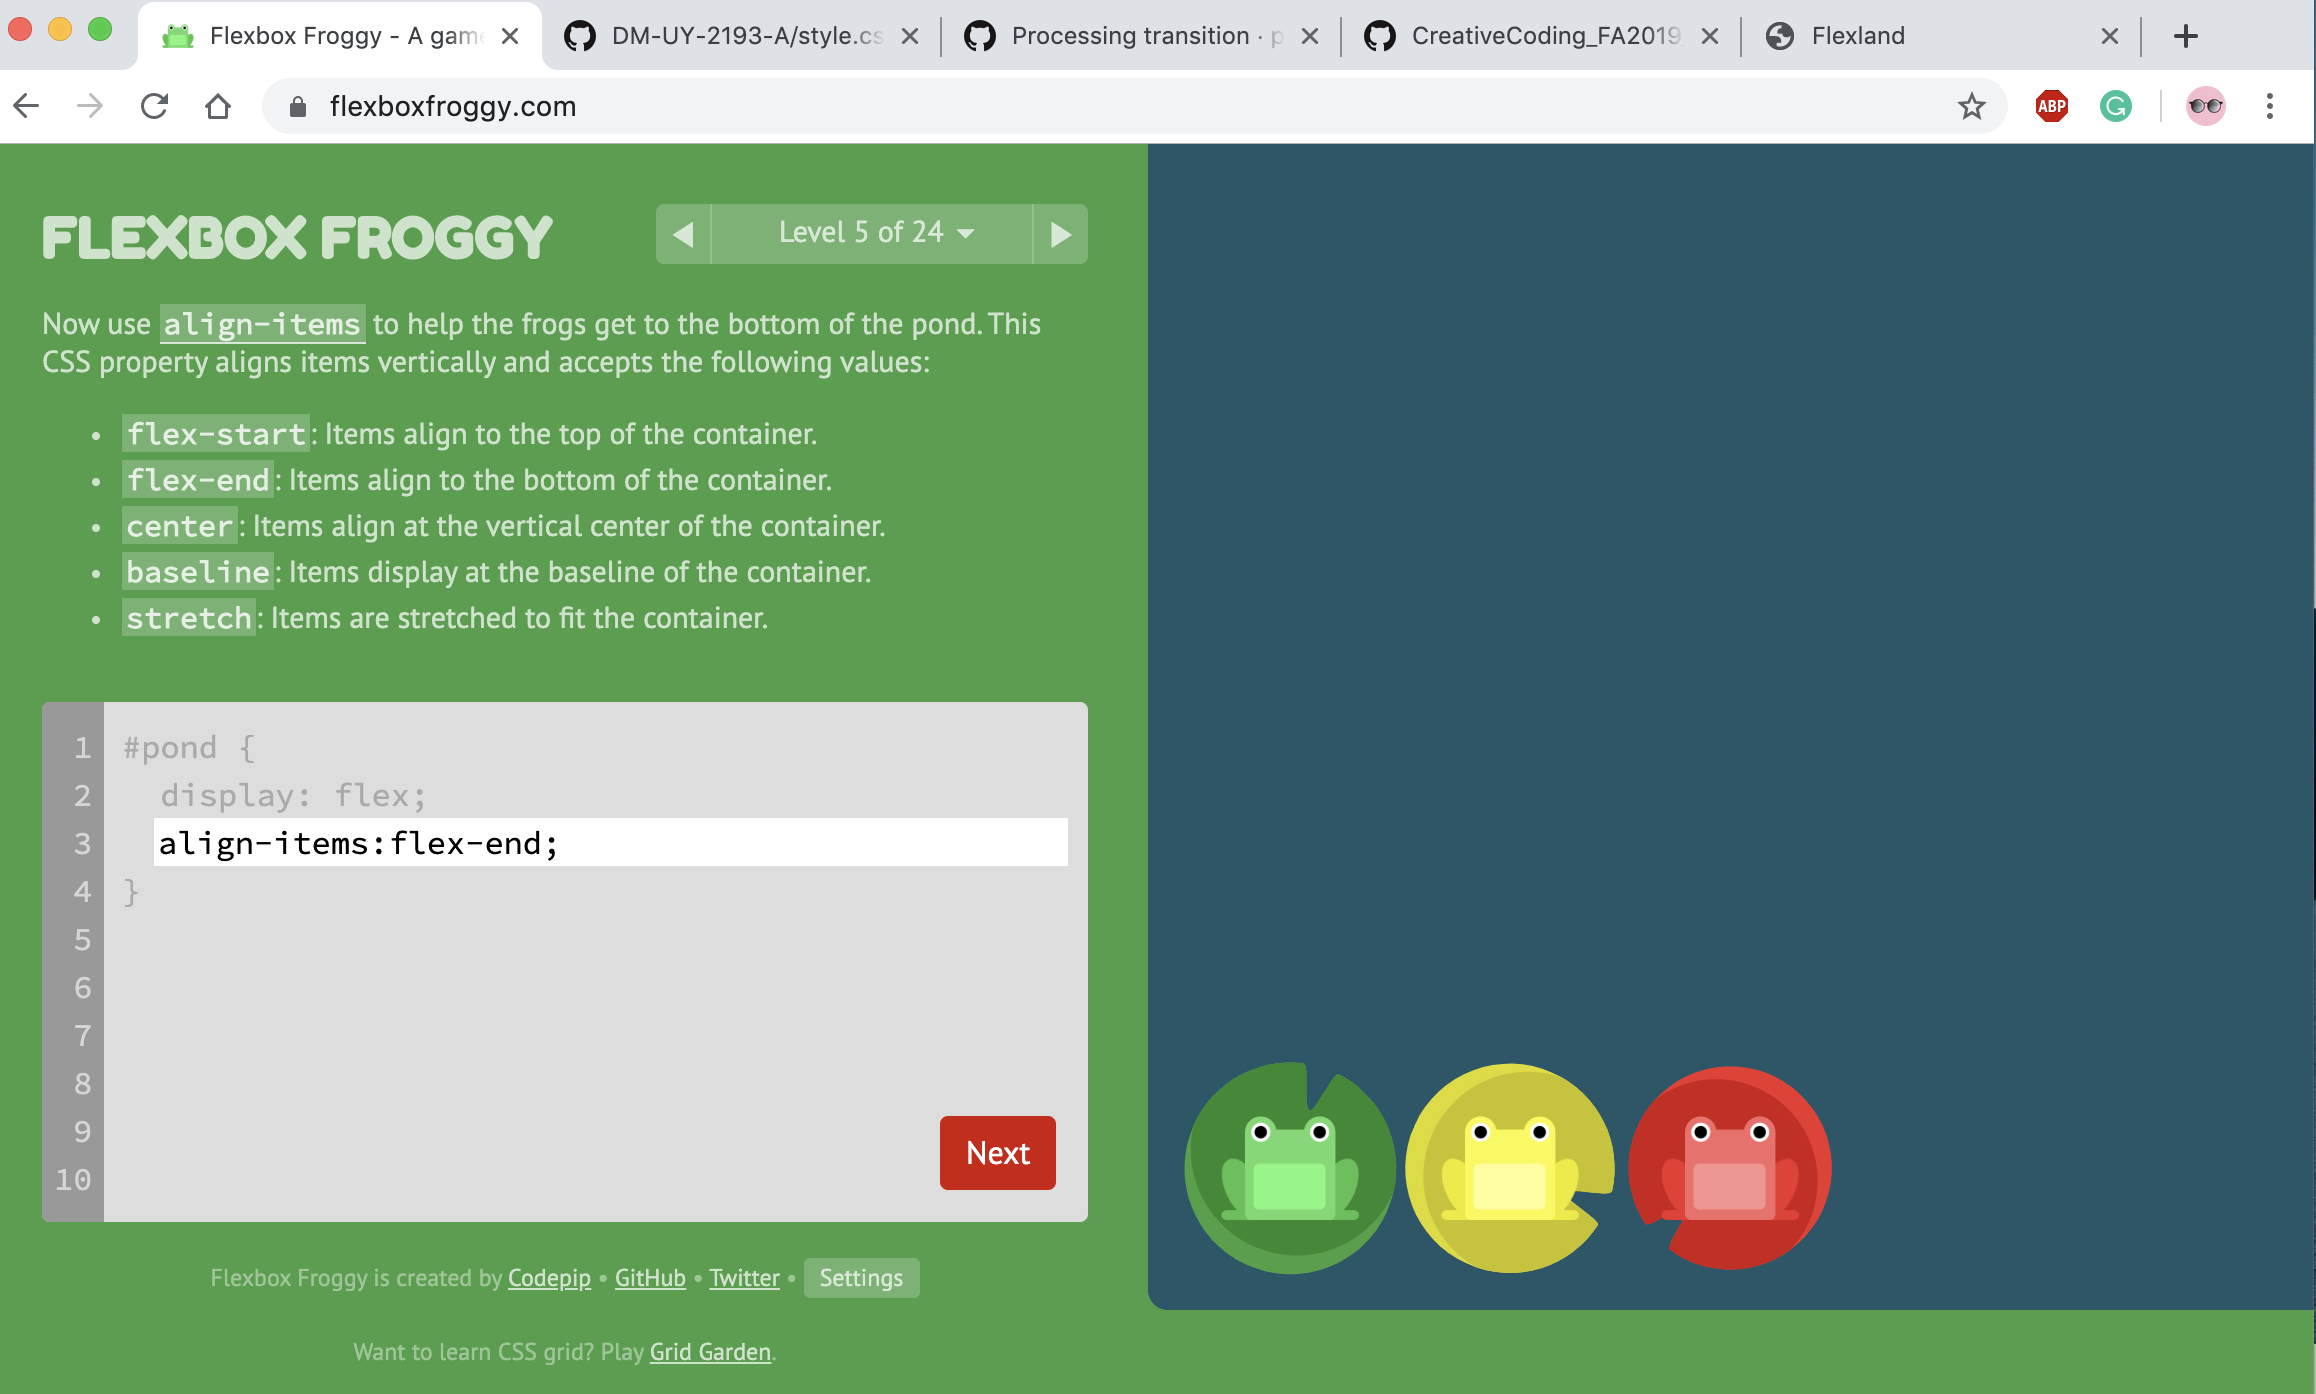 Flexbox Froggy - A game
DM-UY-2193-A/style.cs
Processing transition · p
CreativeCoding_FA2019_
Flexland
flexboxfroggy.com
ABP
FLEXBOX FROGGY
Level 5 of 24
Now use align-items to help the frogs get to the bottom of the pond. This
CSS property aligns items vertically and accepts the following values:
• flex-start: Items align to the top of the container.
• flex-end: Items align to the bottom of the container.
• center: Items align at the vertical center of the container.
• baseline: Items display at the baseline of the container.
• stretch: Items are stretched to fit the container.
1 #pond {
2 display: flex;
3 align-items:flex-end;
4 }
5
6
7
8
9
10
Next
Flexbox Froggy is created by Codepip • GitHub • Twitter • Settings
Want to learn CSS grid? Play Grid Garden.